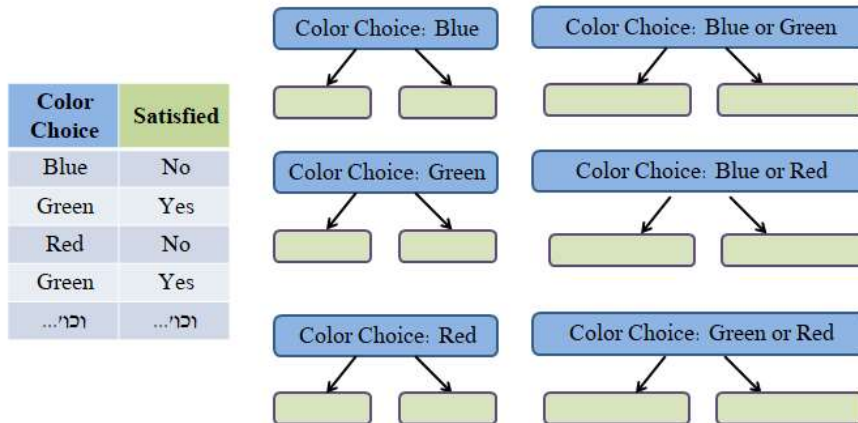 Color Choice: Blue
Color Choice: Blue or Green
Color
Choice
Satisfied
Blue No
Green Yes
Red No
Green Yes
וכו'... וכו'...
Color Choice: Green
Color Choice: Blue or Red
Color Choice: Red
Color Choice: Green or Red